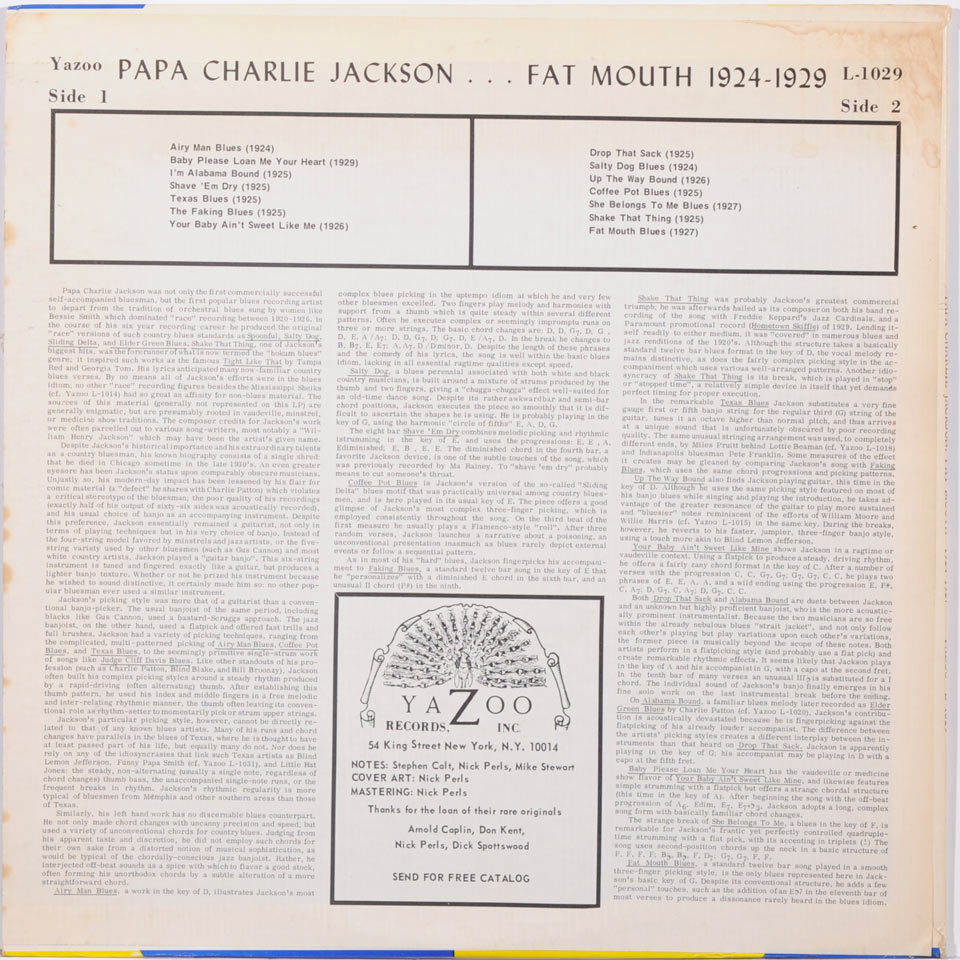 Yazoo PAPA CHARLIE JACKSON . . . FAT MOUTH 1924-1929 L-1029
Side 1
Side 2
Airy Man Blues (1924)
Baby Please Loan Me Your Heart (1929)
I'm Alabama Bound (1925)
Shave 'Em Dry (1925)
Texas Blues (1925)
The Faking Blues (1925)
Your Baby Ain't Sweet Like Me (1926)
Drop That Sack (1925)
Salty Dog Blues (1924)
Up The Way Bound (1926)
Coffee Pot Blues (1925)
She Belongs To Me Blues (1927)
Shake That Thing (1925)
Fat Mouth Blues (1927)
Papa Charlie Jackson was not only the first commercially successful
self-accompanied bluesman, but the first popular blues recording artist
to depart from the tradition of orchestral blues sung by women like
Bessie Smith which dominated "race" recording between 1920-1926. In
the course of his six year recording career he produced the original
"race" versions of such country blues standards as Spoonful, Salty Dog,
Sliding Delta, and Elder Green Blues. Shake That Thing, one of Jackson's
biggest hits, was the forerunner of what is now termed the "hokum blues"
genre; it inspired such works as the famous Tight Like That by Tampa
Red and Georgia Tom. His lyrics anticipated many now-familiar country
blues verses. By no means all of Jackson's efforts were in the blues
idiom; no other "race" recording figures besides the Mississippi Sheiks
(cf. Yazoo L-1014) had so great an affinity for non-blues material. The
sources of this material (generally not represented on this LP) are
generally enigmatic, but are presumably rooted in vaudeville, minstrel,
or medicine show traditions. The composer credits for Jackson's work
were often parcelled out to various song-writers, most notably a "Wil-
liam Henry Jackson" which may have been the artist's given name.
Despite Jackson's historical importance and his extraordinary talents
as a country bluesman, his known biography consists of a single shred:
that he died in Chicago sometime in the late 1930's. An even greater
eyesore has been Jackson's status upon comparably obscure musicians.
Unjustly so, his modern-day impact has been lessened by his flair for
comic material (a "defect" he shares with Charlie Patton) which violates
a critical stereotype of the bluesman; the poor quality of his recordings
(exactly half of his output of sixty-six sides was acoustically recorded),
and his usual choice of banjo as an accompanying instrument. Despite
this preference, Jackson essentially remained a guitarist, not only in
terms of playing techniques but in his very choice of banjo. Instead of
the four-string model favored by minstrels and jazz artists, or the five-
string variety used by other bluesmen (such as Gus Cannon) and most
white country artists, Jackson played a "guitar banjo". This six-string
instrument is tuned and fingered exactly like a guitar, but produces a
lighter banjo texture. Whether or not he prized his instrument because
he wished to sound distinctive, it certainly made him so: no other pop-
ular bluesman ever used a similar instrument.
Jackson's picking style was more that of a guitarist than a conven-
tional banjo-picker. The usual banjoist of the same period, including
blacks like Gus Cannon, used a bastard-Scruggs approach. The jazz
banjoist, on the other hand, used a flatpick and offered fast trills and
full brushes. Jackson had a variety of picking techniques, ranging from
the complicated, multi-patterned picking of Airy Man Blues, Coffee Pot
Blues, and Texas Blues, to the seemingly primitive single-strum work
of songs like Judge Cliff Davis Blues. Like other standouts of his pro-
fession (such as Charlie Patton, Blind Blake, and Bill Broonzy), Jackson
often built his complex picking styles around a steady rhythm produced
by a rapid-driving (often alternating) thumb. After establishing this
thumb pattern, he used his index and middle fingers in a free melodic
and inter-relating rhythmic manner, the thumb often leaving its conven-
tional role as rhythm-setter to momentarily pick or strum upper strings.
Jackson's particular picking style, however, cannot be directly re-
lated to that of any known blues artists. Many of his runs and chord
changes have parallels in the blues of Texas, where he is thought to have
at least passed part of his life, but equally many do not. Nor does he
rely on any of the idiosyncrasies that link such Texas artists as Blind
Lemon Jefferson, Funny Papa Smith (cf. Yazoo L-1031), and Little Hat
Jones: the steady, non-alternating (usually a single note, regardless of
chord changes) thumb bass, the unaccompanied single-note runs, or the
frequent breaks in rhythm. Jackson's rhythmic regularity is more
typical of bluesmen from Memphis and other southern areas than those
of Texas.
Similarly, his left hand work has no discernable blues counterpart.
He not only made chord changes with uncanny precision and speed, but
used a variety of unconventional chords for country blues. Judging from
his apparent taste and discretion, he did not employ such chords for
their own sake from a distorted notion of musical sophistication, as
would be typical of the chordally-conscious jazz banjoist. Rather, he
interjected off-beat sounds as a spice with which to flavor a good stock,
often forming his unorthodox chords by a subtle alteration of a more
straightforward chord.
Airy Man Blues, a work in the key of D, illustrates Jackson's most
complex blues picking in the uptempo idiom at which he and very few
other bluesmen excelled. Two fingers play melody and harmonies with
support from a thumb which is quite steady within several different
patterns. Often he executes complex or seemingly impromptu runs on
three or more strings. The basic chord changes are: D, D, G7, D; G,
D, E, A/A7; D, D, G7, D; G7, D, E/A7, D. In the break he changes to
B, B7, E, E7; A, A7, D/D minor, D. Despite the length of these phrases
and the comedy of his lyrics, the song is well within the basic blues
idiom, lacking in all essential ragtime qualities except speed.
Salty Dog, a blues perennial associated with both white and black
country musicians, is built around a mixture of strums produced by the
thumb and two fingers, giving a "chugga-chugga" effect well-suited for
an old-time dance song. Despite its rather awkward bar and semi-bar
chord positions, Jackson executes the piece so smoothly that it is dif-
ficult to ascertain the shapes he is using. He is probably playing in the
key of G, using the harmonic "circle of fifths" E, A, D, G.
The eight bar Shave 'Em Dry combines melodic picking and rhythmic
strumming in the key of E, and uses the progressions: E, E, A,
Ediminished; E, B, E, E. The diminished chord in the fourth bar, a
favorite Jackson device, is one of the subtle touches of the song, which
was previously recorded by Ma Rainey. To "shave 'em dry" probably
means to cut someone's throat.
Coffee Pot Blues is Jackson's version of the so-called "Sliding
Delta" blues motif that was practically universal among country blues-
men, and is here played in its usual key of E. The piece offers a good
glimpse of Jackson's most complex three-finger picking, which is
employed consistently throughout the song. On the third beat of the
first measure he usually plays a Flamenco-style "roll". After three
random verses, Jackson launches a narrative about a poisoning, an
unconventional presentation inasmuch as blues rarely depict external
events or follow a sequential pattern.
As in most of his "hard" blues, Jackson fingerpicks his accompani-
ment to Faking Blues, a standard twelve bar song in the key of E that
he "personalizes" with a diminished E chord in the sixth bar, and an
unusual II chord (F#) in the ninth.
YAZOO
RECORDS, INC
54 King Street New York, N.Y. 10014
NOTES: Stephen Calt, Nick Perls, Mike Stewart
COVER ART: Nick Perls
MASTERING: Nick Perls
Thanks for the loan of their rare originals
Arnold Caplin, Don Kent,
Nick Perls, Dick Spottswood
SEND FOR FREE CATALOG
Shake That Thing was probably Jackson's greatest commercial
triumph; he was afterwards hailed as its composer on both his band re-
cording of the song with Freddie Keppard's Jazz Cardinals, and a
Paramount promotional record (Hometown Skiffle) of 1929. Lending it-
self readily to either medium, it was "covered" in numerous blues and
jazz renditions of the 1920's. Although the structure takes a basically
standard twelve bar blues format in the key of D, the vocal melody re-
mains distinctive, as does the fairly complex picking style in the ac-
companiment which uses various well-arranged patterns. Another idio-
syncracy of Shake That Thing is its break, which is played in "stop"
or "stopped time", a relatively simple device in itself that yet demands
perfect timing for proper execution.
In the remarkable Texas Blues Jackson substitutes a very fine
gauge first or fifth banjo string for the regular third (G) string of the
guitar, tunes it an octave higher than normal pitch, and thus arrives
at a unique sound that is unfortunately obscured by poor recording
quality. The same unusual stringing arrangement was used, to completely
different ends, by Miles Pruitt behind Lottie Beaman (cf. Yazoo L-1018)
and Indianapolis bluesman Pete Franklin. Some measures of the effect
it creates may be gleaned by comparing Jackson's song with Faking
Blues, which uses the same chord progression and picking patterns.
Up The Way Bound also finds Jackson playing guitar, this time in the
key of D. Although he uses the same picking style featured on most of
his banjo blues while singing and playing the introduction, he takes ad-
vantage of the greater resonance of the guitar to play more sustained
and "bluesier" notes reminiscent of the efforts of William Moore and
Willie Harris (cf. Yazoo L-1015) in the same key. During the breaks,
however, he reverts to his faster, jumpier, three-finger banjo style,
using a touch more akin to Blind Lemon Jefferson.
Your Baby Ain't Sweet Like Mine shows Jackson in a ragtime or
vaudeville context. Using a flatpick to produce a steady, driving rhythm,
he offers a fairly zany chord format in the key of C. After a number of
verses with the progression C, C, G7, G7, G7, G7, C, C, he plays two
phrases of E, E, A, A, and a wild ending using the progression E, F#,
C, A7; D, G7, C, A7; D, G7, C, C.
Both Drop That Sack and Alabama Bound are duets between Jackson
and an unknown but highly proficient banjoist, who is the more acoustic-
ally prominent instrumentalist. Because the two musicians are so free
within the already nebulous blues "strait jacket", and not only follow
each other's playing but play variations upon each other's variations,
the former piece is musically beyond the scope of these notes. Both
artists perform in a flatpicking style (and probably use a flat pick) and
create remarkable rhythmic effects. It seems likely that Jackson plays
in the key of A and his accompanist in G, with a capo at the second fret.
In the tenth bar of many verses an unusual III7 is substituted for a I
chord. The individual sound of Jackson's banjo finally emerges in his
fine solo work on the last instrumental break before the ending.
On Alabama Bound, a familiar blues melody later recorded as Elder
Green Blues by Charlie Patton (cf. Yazoo L-1020), Jackson's contribu-
tion is acoustically devastated because he is fingerpicking against the
flatpicking of his already louder accompanist. The difference between
the artists' picking styles creates a different interplay between the in-
struments than that heard on Drop That Sack. Jackson is apparently
playing in the key of G; his accompanist may be playing in D with a
capo at the fifth fret.
Baby Please Loan Me Your Heart has the vaudeville or medicine
show flavor of Your Baby Ain't Sweet Like Mine, and likewise features
simple strumming with a flatpick but offers a strange chordal structure
(this time in the key of A). After beginning the song with the off-beat
progression of A6, Edim, E7, Jackson adopts a long, complex
song form with basically familiar chord changes.
The strange break of She Belongs To Me, a blues in the key of F, is
remarkable for Jackson's frantic yet perfectly controlled quadruple-
time strumming with a flat pick, with its accenting in triplets (!) The
song uses second-position chords up the neck in a basic structure of
F, F, F, F; B9, B9, F, D7; G7, G7, F, F.
Fat Mouth Blues, a standard twelve bar song played in a smooth
three-finger picking style, is the only blues represented here in Jack-
son's basic key of G. Despite its conventional structure, he adds a few
"personal" touches, such as the addition of an E♭7 in the eleventh bar of
most verses to produce a dissonance rarely heard in the blues idiom.